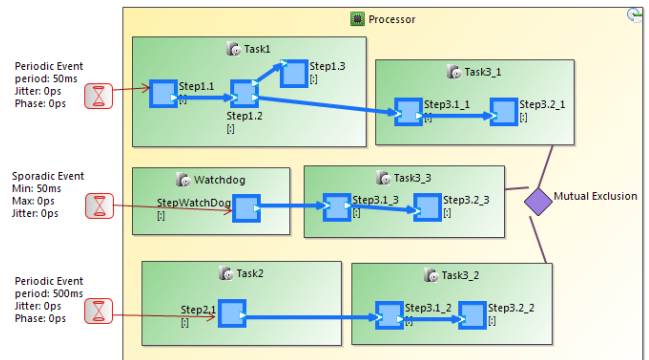 Processor
Task1
Periodic Event
period: 50ms
Jitter: 0ps
Phase: 0ps
Step1.1
[;]
Step1.3
[;]
Step1.2
[;]
Task3_1
Step3.1_1
[;]
Step3.2_1
[;]
Sporadic Event
Min: 50ms
Max: 0ps
Jitter: 0ps
Watchdog
StepWatchDog
[;]
Task3_3
Step3.1_3
[;]
Step3.2_3
[;]
Mutual Exclusion
Periodic Event
period: 500ms
Jitter: 0ps
Phase: 0ps
Task2
Step2.1
[;]
Task3_2
Step3.1_2
[;]
Step3.2_2
[;]